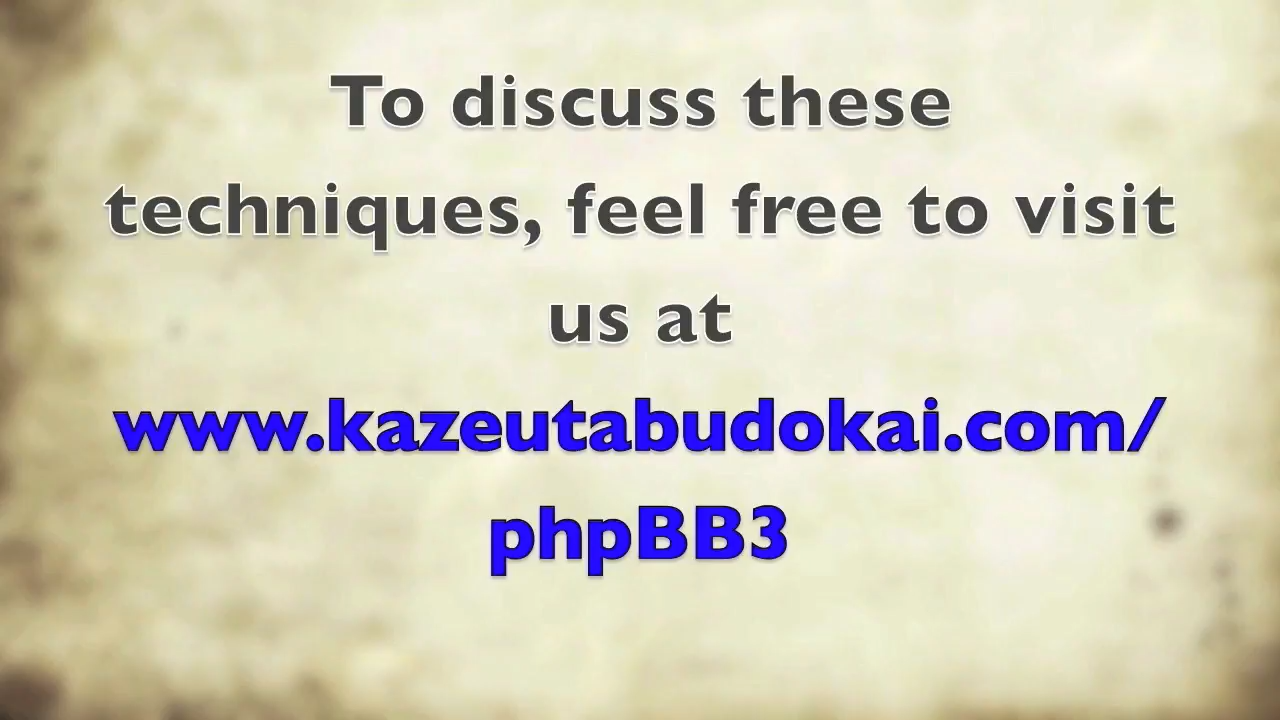 To discuss these
techniques, feel free to visit
us at
www.kazeutabudokai.com/
phpBB3